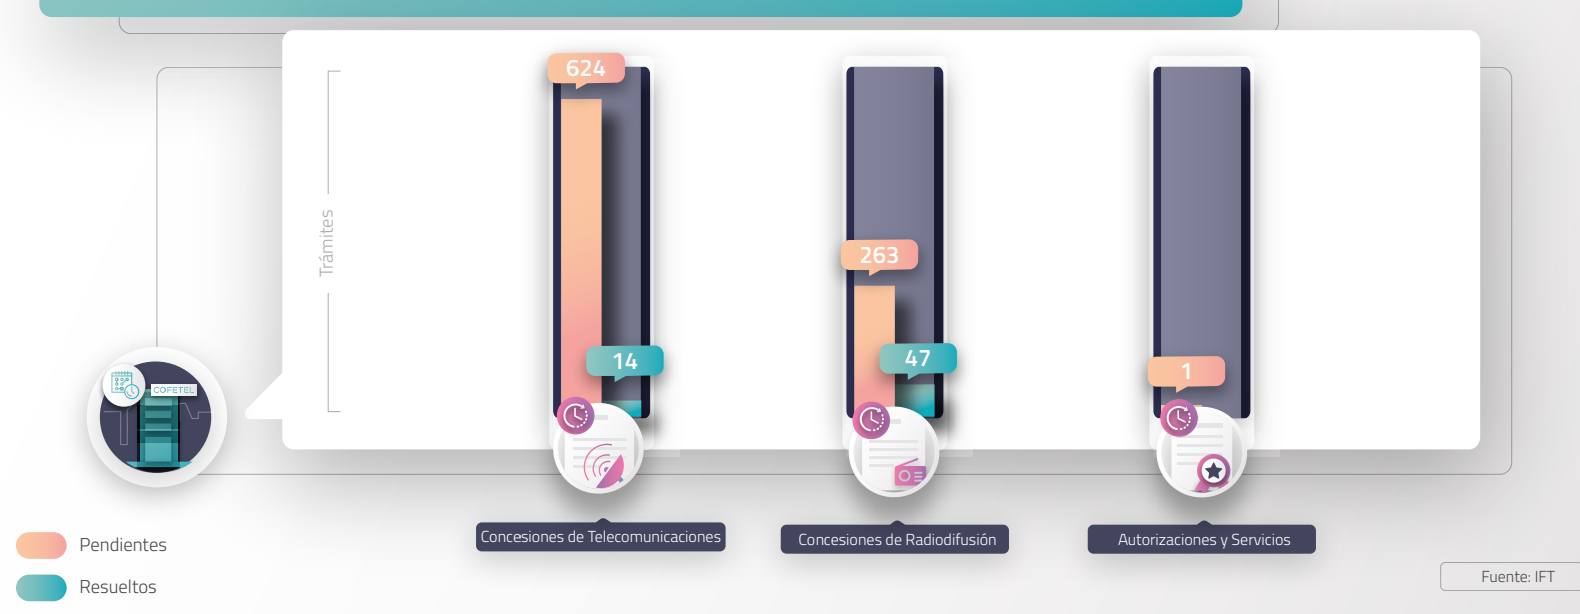 Trámites
624
14
263
47
1
COFETEL
Concesiones de Telecomunicaciones
Concesiones de Radiodifusión
Autorizaciones y Servicios
Pendientes
Resueltos
Fuente: IFT